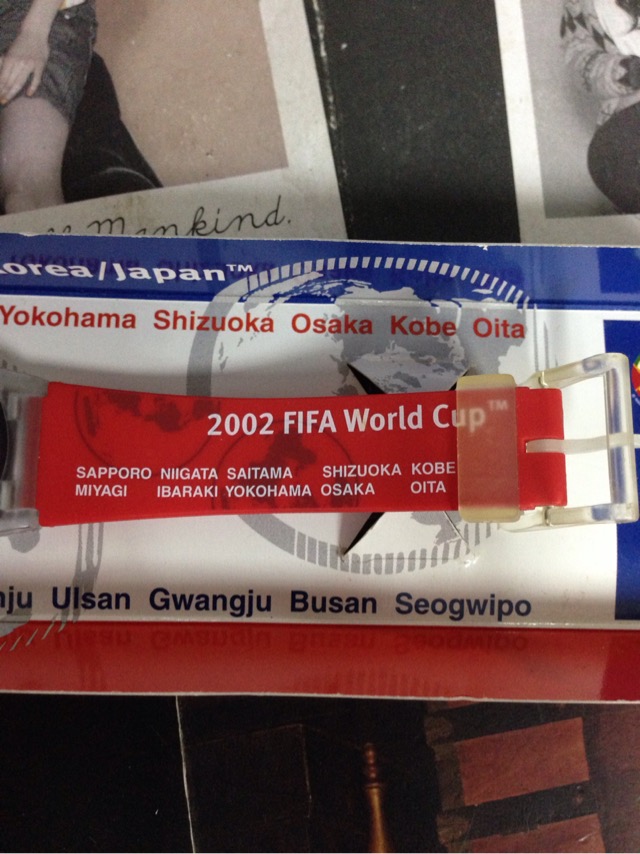 mankind.
Korea/Japan™
Yokohama Shizuoka Osaka Kobe Oita
2002 FIFA World Cup™
SAPPORO NIIGATA SAITAMA SHIZUOKA KOBE
MIYAGI IBARAKI YOKOHAMA OSAKA OITA
nju Ulsan Gwangju Busan Seogwipo